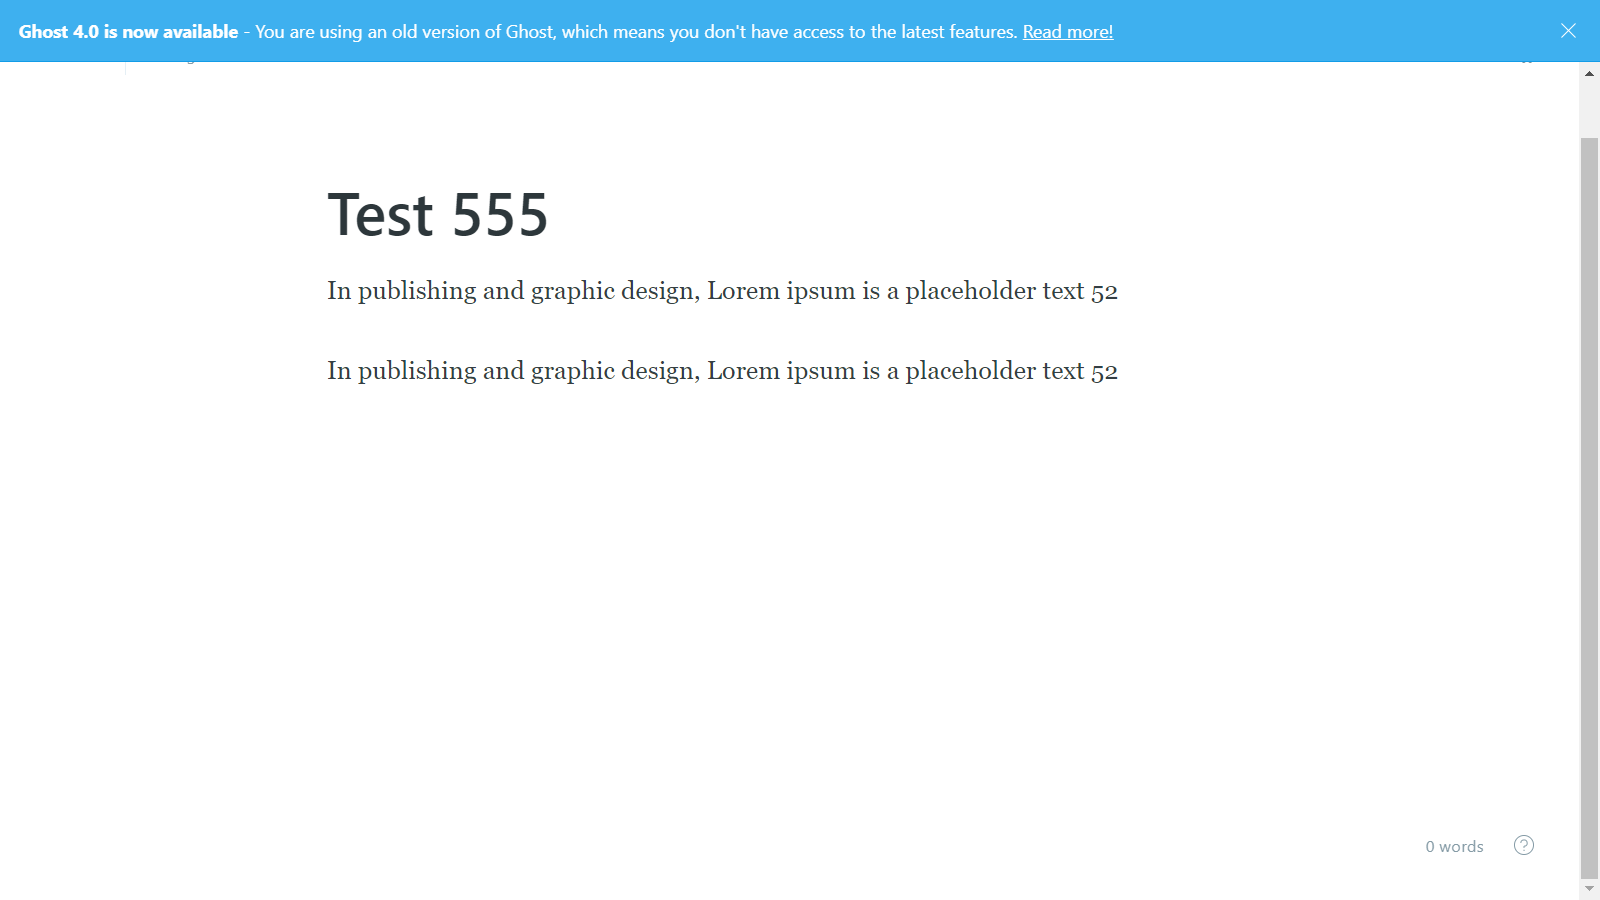 Ghost 4.0 is now available - You are using an old version of Ghost, which means you don't have access to the latest features. Read more!
Test 555
In publishing and graphic design, Lorem ipsum is a placeholder text 52
In publishing and graphic design, Lorem ipsum is a placeholder text 52
0 words
?